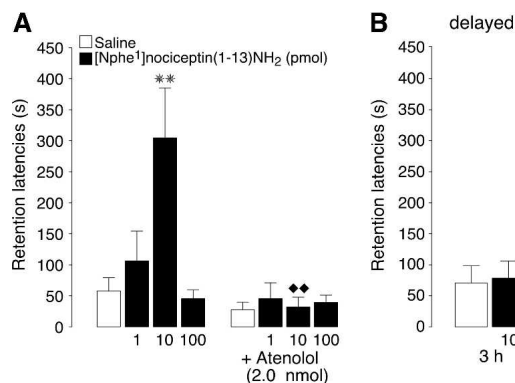 A
B
delayed
Saline
[Nphe1]nociceptin(1-13)NH2 (pmol)
Retention latencies (s)
450
400
350
300
250
200
150
100
50
0
**
◆◆
1 10 100
1 10 100
+ Atenolol
(2.0 nmol)
Retention latencies (s)
450
400
350
300
250
200
150
100
50
0
10
3 h